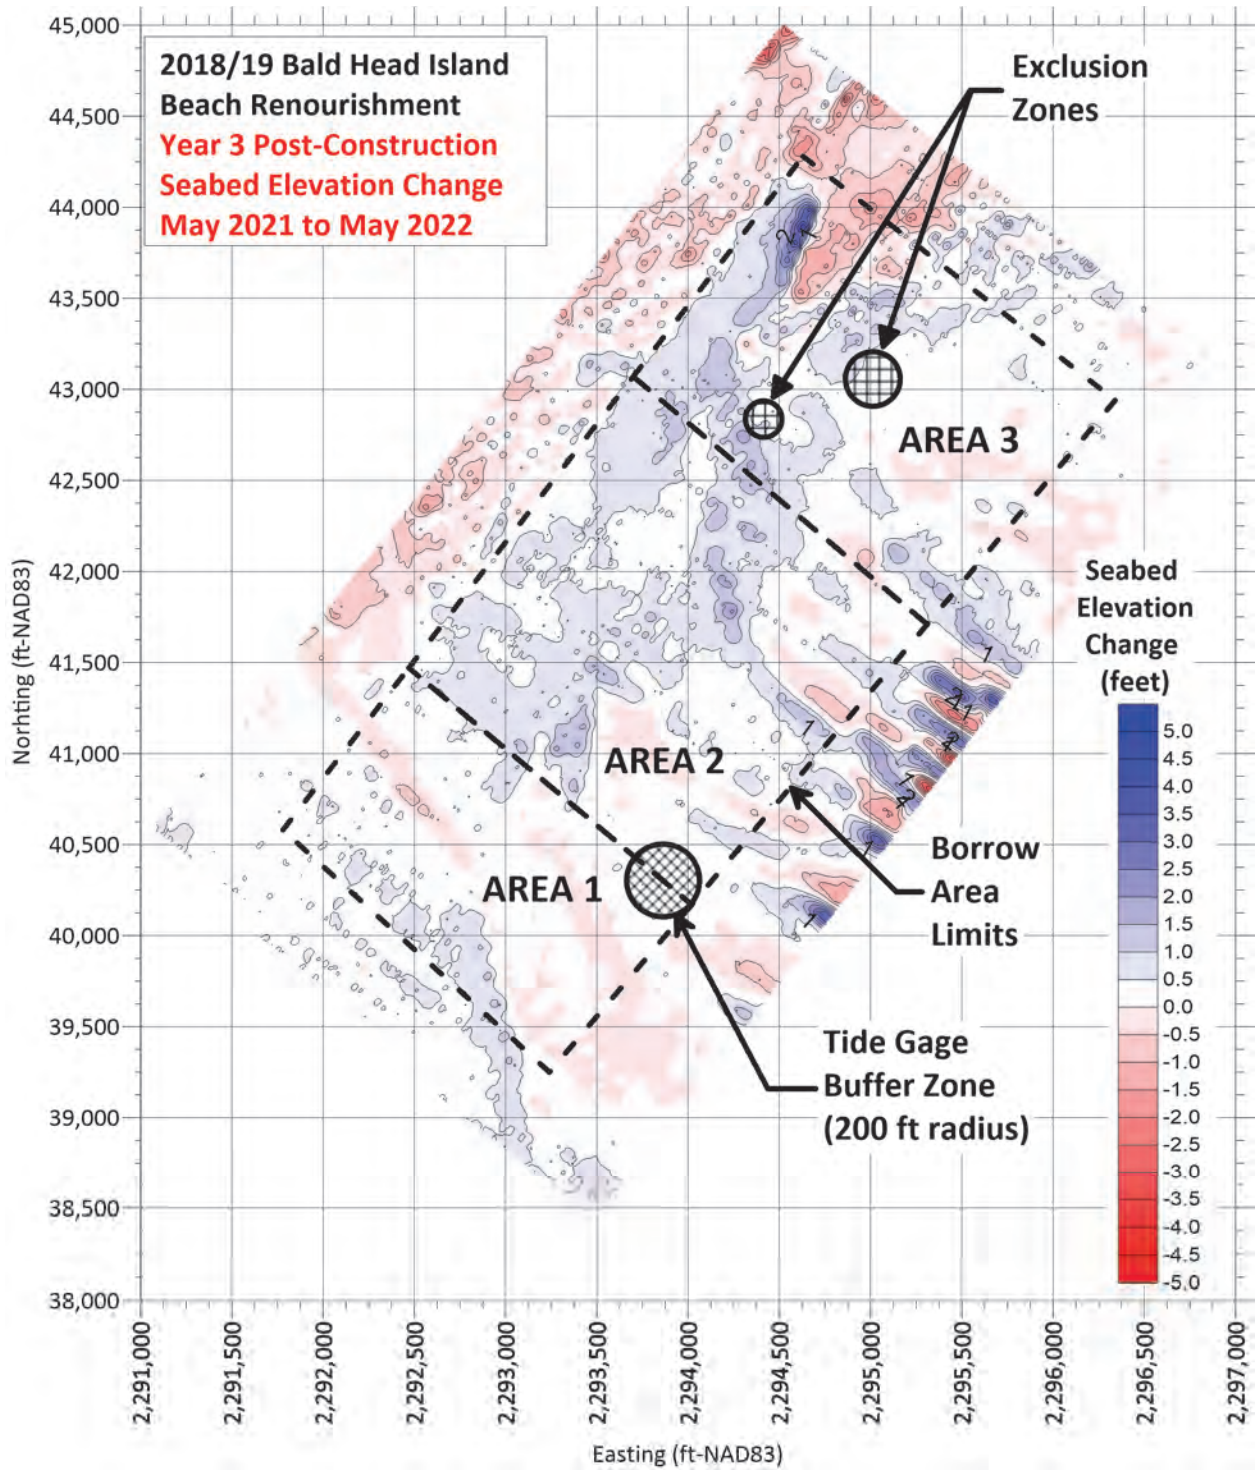 45,000
44,500
44,000
43,500
43,000
42,500
42,000
41,500
41,000
40,500
40,000
39,500
39,000
38,500
38,000
Norhting (ft-NAD83)
2018/19 Bald Head Island
Beach Renourishment
Year 3 Post-Construction
Seabed Elevation Change
May 2021 to May 2022
Exclusion
Zones
2
1
AREA 3
AREA 2
AREA 1
1
1
1
1
1
Borrow
Area
Limits
Tide Gage
Buffer Zone
(200 ft radius)
Seabed
Elevation
Change
(feet)
5.0
4.5
4.0
3.5
3.0
2.5
2.0
1.5
1.0
0.5
0.0
-0.5
-1.0
-1.5
-2.0
-2.5
-3.0
-3.5
-4.0
-4.5
-5.0
2,291,000
2,291,500
2,292,000
2,292,500
2,293,000
2,293,500
2,294,000
2,294,500
2,295,000
2,295,500
2,296,000
2,296,500
2,297,000
Easting (ft-NAD83)